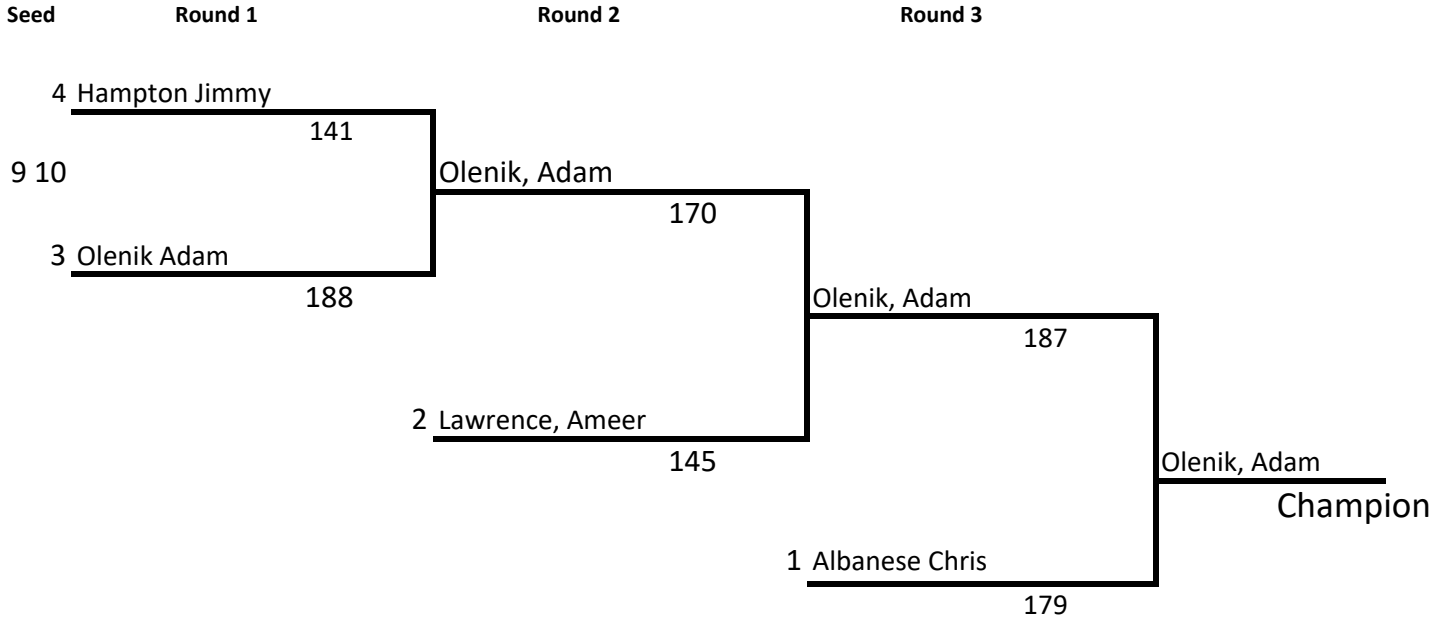 Seed Round 1 Round 2 Round 3
4 Hampton Jimmy
141
9 10
Olenik, Adam
170
3 Olenik Adam
188
Olenik, Adam
187
2 Lawrence, Ameer
145
Olenik, Adam
Champion
1 Albanese Chris
179